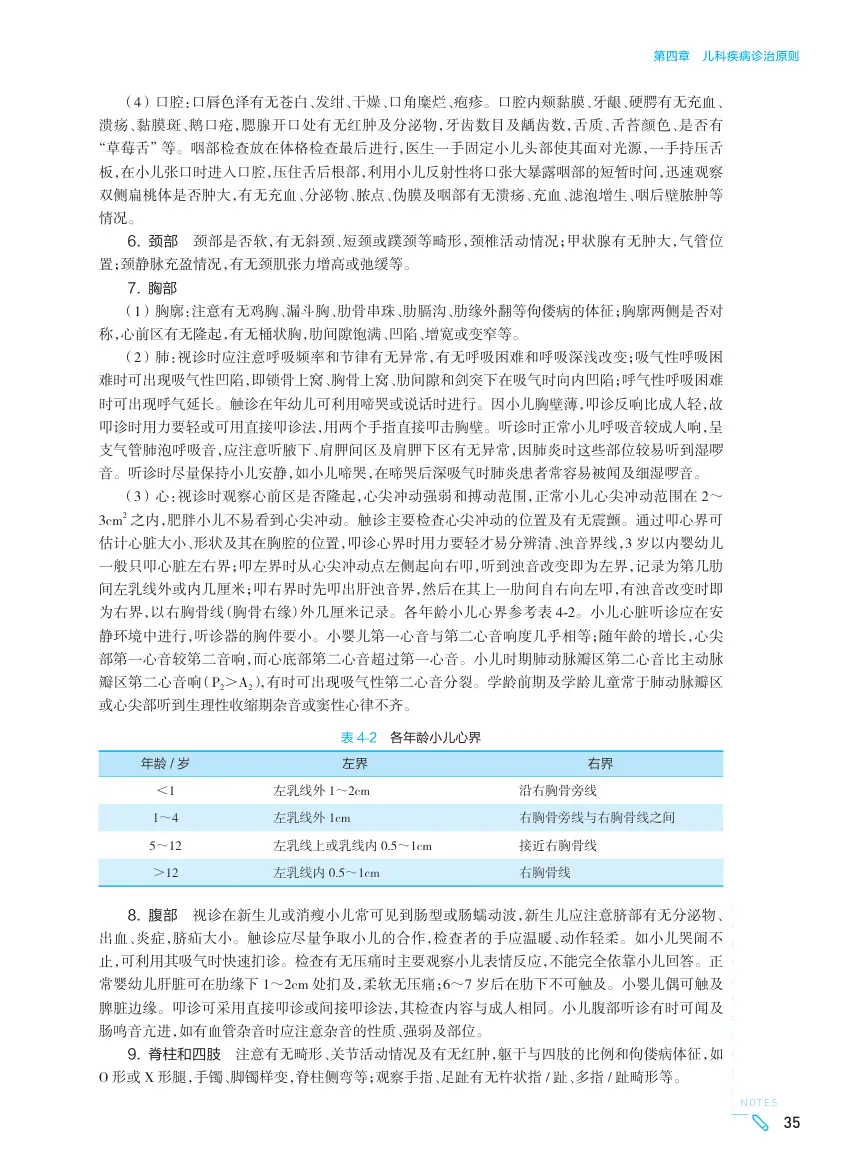 第四章　儿科疾病诊治原则
（4）口腔：口唇色泽有无苍白、发绀、干燥、口角糜烂、疱疹。口腔内颊黏膜、牙龈、硬腭有无充血、
溃疡、黏膜斑、鹅口疮，腮腺开口处有无红肿及分泌物，牙齿数目及龋齿数，舌质、舌苔颜色、是否有
“草莓舌”等。咽部检查放在体格检查最后进行，医生一手固定小儿头部使其面对光源，一手持压舌
板，在小儿张口时进入口腔，压住舌后根部，利用小儿反射性将口张大暴露咽部的短暂时间，迅速观察
双侧扁桃体是否肿大，有无充血、分泌物、脓点、伪膜及咽部有无溃疡、充血、滤泡增生、咽后壁脓肿等
情况。
6. 颈部　颈部是否软，有无斜颈、短颈或蹼颈等畸形，颈椎活动情况；甲状腺有无肿大，气管位
置；颈静脉充盈情况，有无颈肌张力增高或弛缓等。
7. 胸部
（1）胸廓：注意有无鸡胸、漏斗胸、肋骨串珠、肋膈沟、肋缘外翻等佝偻病的体征；胸廓两侧是否对
称，心前区有无隆起，有无桶状胸，肋间隙饱满、凹陷、增宽或变窄等。
（2）肺：视诊时应注意呼吸频率和节律有无异常，有无呼吸困难和呼吸深浅改变；吸气性呼吸困
难时可出现吸气性凹陷，即锁骨上窝、胸骨上窝、肋间隙和剑突下在吸气时向内凹陷；呼气性呼吸困难
时可出现呼气延长。触诊在年幼儿可利用啼哭或说话时进行。因小儿胸壁薄，叩诊反响比成人轻，故
叩诊时用力要轻或可用直接叩诊法，用两个手指直接叩击胸壁。听诊时正常小儿呼吸音较成人响，呈
支气管肺泡呼吸音，应注意听腋下、肩胛间区及肩胛下区有无异常，因肺炎时这些部位较易听到湿啰
音。听诊时尽量保持小儿安静，如小儿啼哭，在啼哭后深吸气时肺炎患者常容易被闻及细湿啰音。
（3）心：视诊时观察心前区是否隆起，心尖冲动强弱和搏动范围，正常小儿心尖冲动范围在 2～
3cm² 之内，肥胖小儿不易看到心尖冲动。触诊主要检查心尖冲动的位置及有无震颤。通过叩心界可
估计心脏大小、形状及其在胸腔的位置，叩诊心界时用力要轻才易分辨清、浊音界线，3 岁以内婴幼儿
一般只叩心脏左右界；叩左界时从心尖冲动点左侧起向右叩，听到浊音改变即为左界，记录为第几肋
间左乳线外或内几厘米；叩右界时先叩出肝浊音界，然后在其上一肋间自右向左叩，有浊音改变时即
为右界，以右胸骨线（胸骨右缘）外几厘米记录。各年龄小儿心界参考表 4-2。小儿心脏听诊应在安
静环境中进行，听诊器的胸件要小。小婴儿第一心音与第二心音响度几乎相等；随年龄的增长，心尖
部第一心音较第二音响，而心底部第二心音超过第一心音。小儿时期肺动脉瓣区第二心音比主动脉
瓣区第二心音响（P₂＞A₂），有时可出现吸气性第二心音分裂。学龄前期及学龄儿童常于肺动脉瓣区
或心尖部听到生理性收缩期杂音或窦性心律不齐。
表 4-2　各年龄小儿心界
年龄 / 岁　左界　右界
＜1　左乳线外 1～2cm　沿右胸骨旁线
1～4　左乳线外 1cm　右胸骨旁线与右胸骨线之间
5～12　左乳线上或乳线内 0.5～1cm　接近右胸骨线
＞12　左乳线内 0.5～1cm　右胸骨线
8. 腹部　视诊在新生儿或消瘦小儿常可见到肠型或肠蠕动波，新生儿应注意脐部有无分泌物、
出血、炎症，脐疝大小。触诊应尽量争取小儿的合作，检查者的手应温暖、动作轻柔。如小儿哭闹不
止，可利用其吸气时快速扪诊。检查有无压痛时主要观察小儿表情反应，不能完全依靠小儿回答。正
常婴幼儿肝脏可在肋缘下 1～2cm 处扪及，柔软无压痛；6～7 岁后在肋下不可触及。小婴儿偶可触及
脾脏边缘。叩诊可采用直接叩诊或间接叩诊法，其检查内容与成人相同。小儿腹部听诊有时可闻及
肠鸣音亢进，如有血管杂音时应注意杂音的性质、强弱及部位。
9. 脊柱和四肢　注意有无畸形、关节活动情况及有无红肿，躯干与四肢的比例和佝偻病体征，如
O 形或 X 形腿，手镯、脚镯样变，脊柱侧弯等；观察手指、足趾有无杵状指 / 趾、多指 / 趾畸形等。
NOTES
35